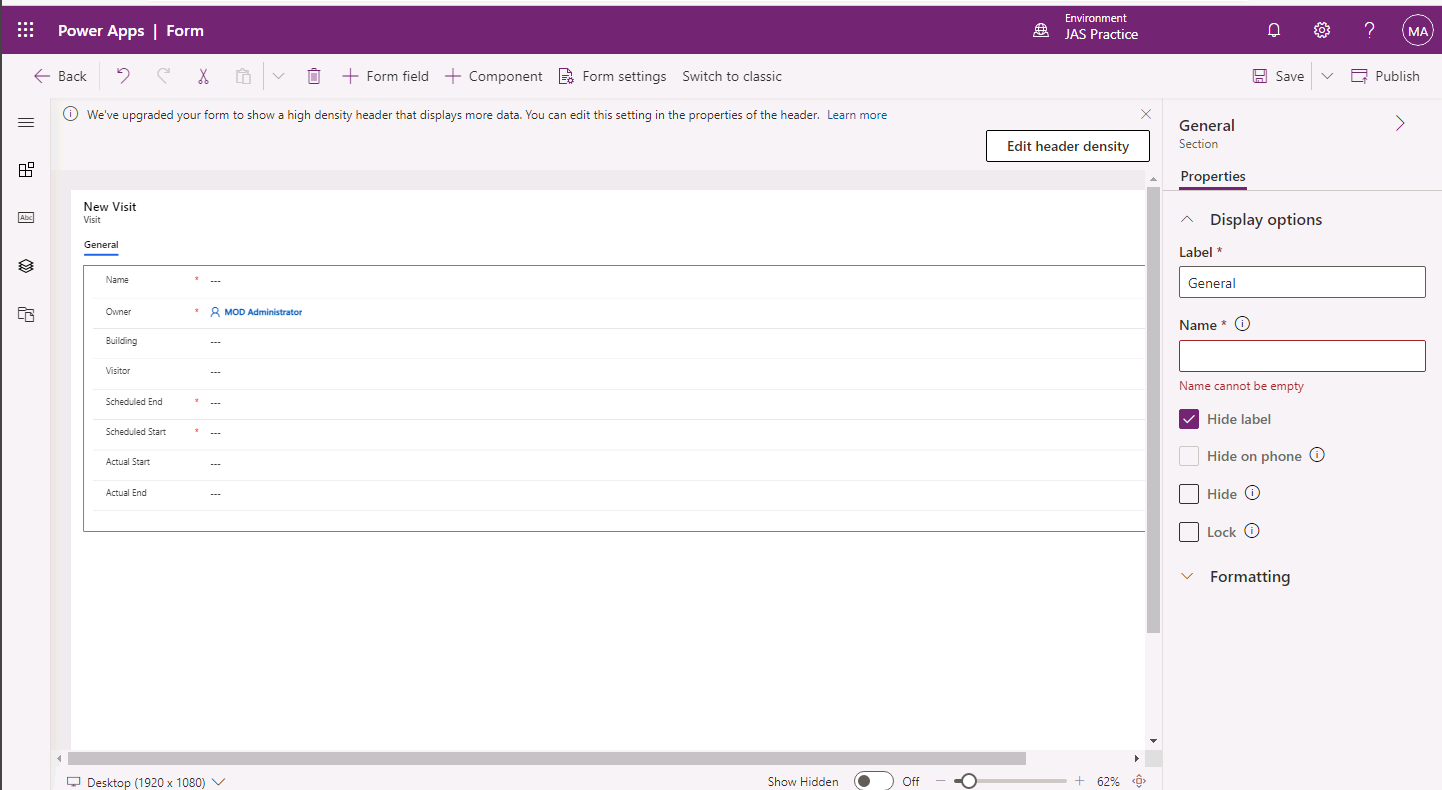 Power Apps | Form
Environment
JAS Practice
MA
Back
Form field
Component
Form settings
Switch to classic
Save
Publish
We've upgraded your form to show a high density header that displays more data. You can edit this setting in the properties of the header. Learn more
Edit header density
New Visit
Visit
General
Name * ---
Owner * MOD Administrator
Building ---
Visitor ---
Scheduled End * ---
Scheduled Start * ---
Actual Start ---
Actual End ---
General
Section
Properties
Display options
Label *
General
Name *
Name cannot be empty
Hide label
Hide on phone
Hide
Lock
Formatting
Abc
Desktop (1920 x 1080)
Show Hidden
Off
62%